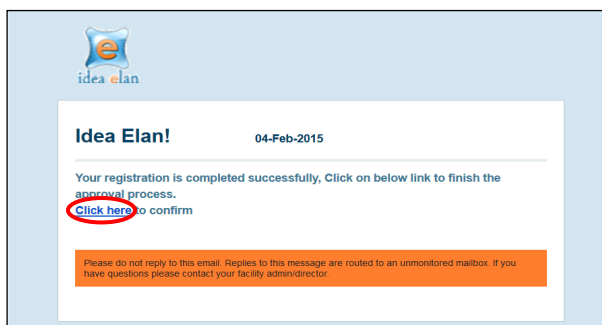 e
idea elan
Idea Elan! 04-Feb-2015
Your registration is completed successfully, Click on below link to finish the
approval process.
Click here to confirm
Please do not reply to this email. Replies to this message are routed to an unmonitored mailbox. If you
have questions please contact your facility admin/director.